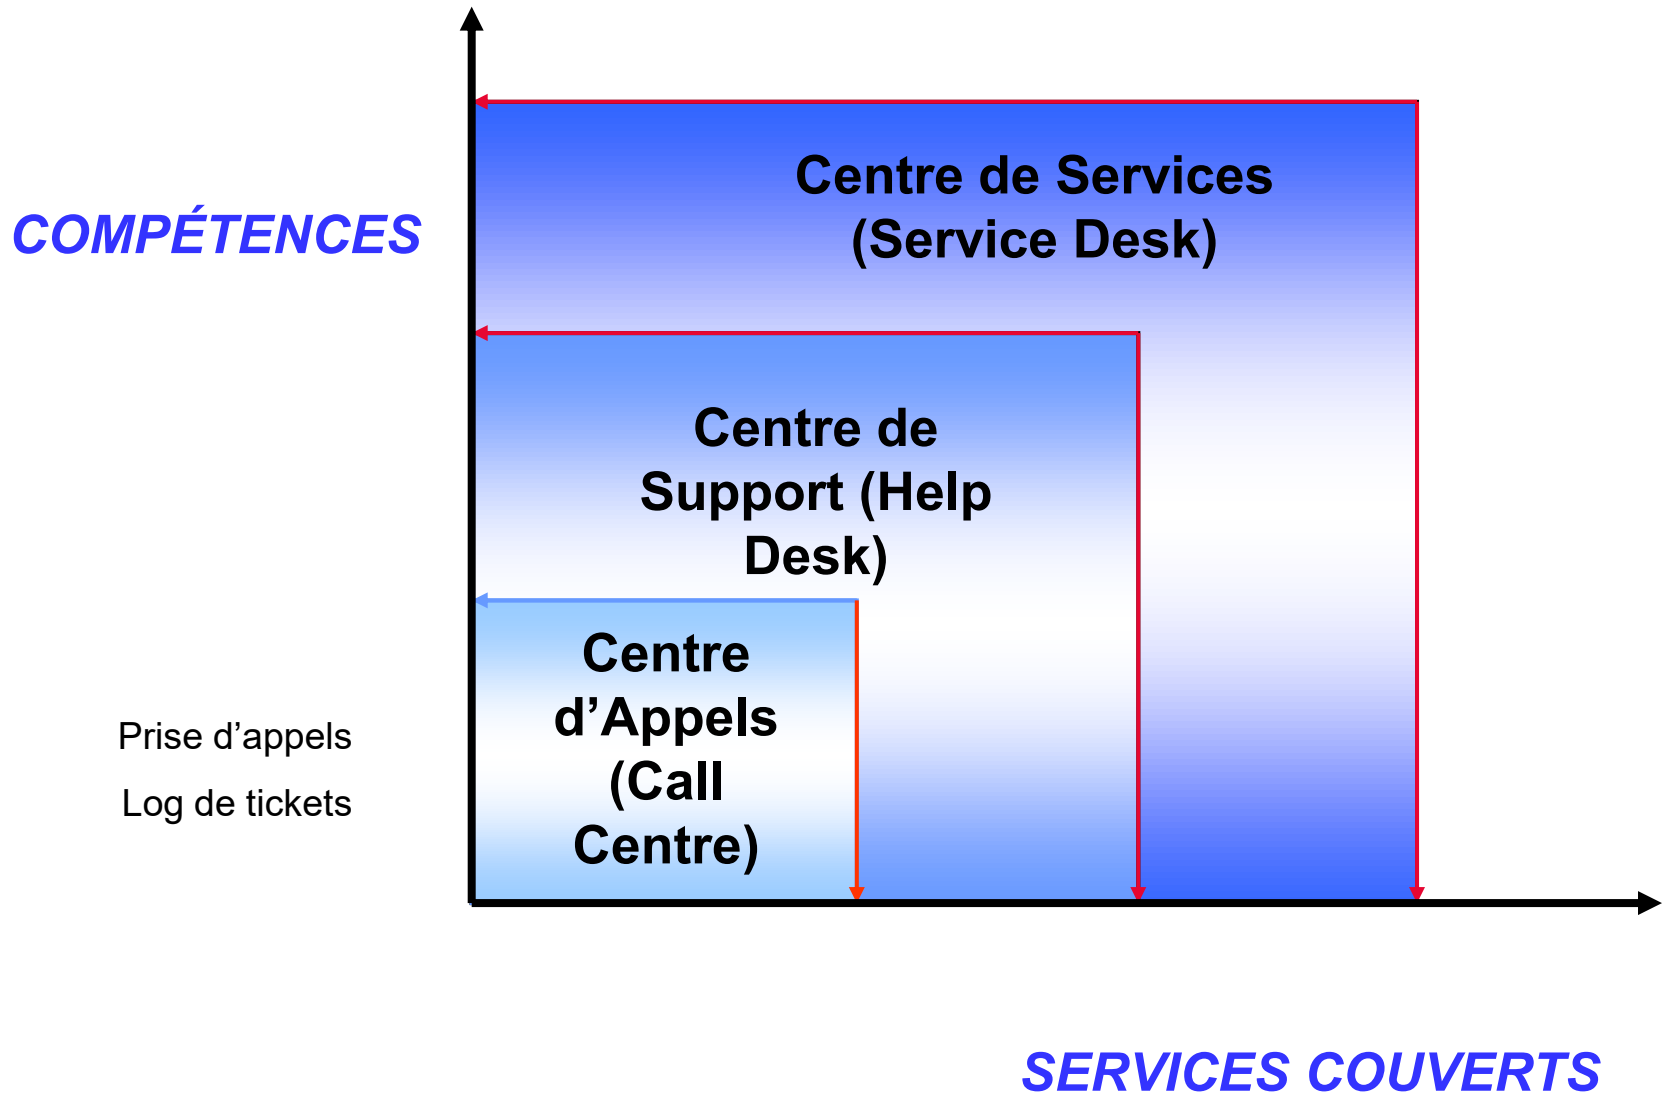 Centre de Services
(Service Desk)
COMPÉTENCES
Centre de
Support (Help
Desk)
Centre
d’Appels
(Call
Centre)
Prise d’appels
Log de tickets
SERVICES COUVERTS